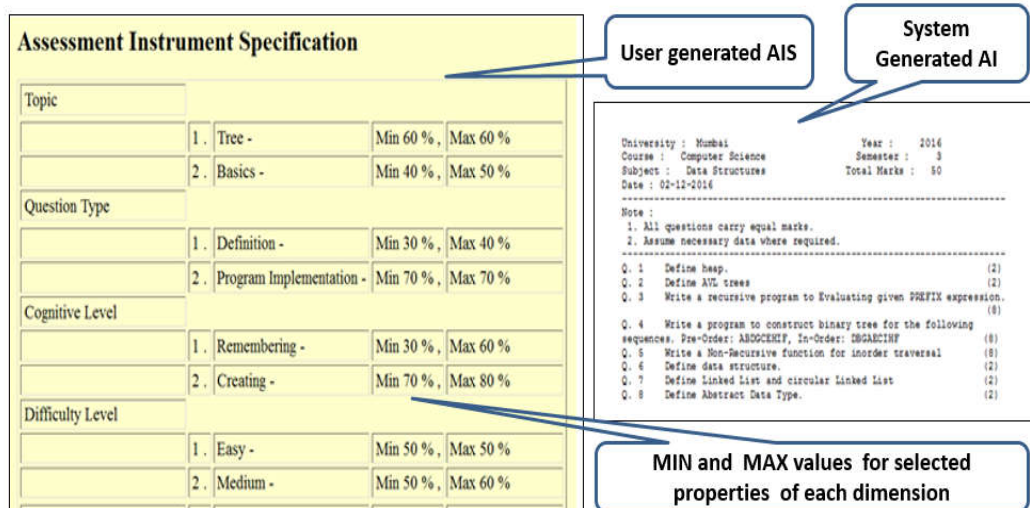 Assessment Instrument Specification
Topic
1 . Tree - Min 60 % , Max 60 %
2 . Basics - Min 40 % , Max 50 %
Question Type
1 . Definition - Min 30 % , Max 40 %
2 . Program Implementation - Min 70 % , Max 70 %
Cognitive Level
1 . Remembering - Min 30 % , Max 60 %
2 . Creating - Min 70 % , Max 80 %
Difficulty Level
1 . Easy - Min 50 % , Max 50 %
2 . Medium - Min 50 % , Max 60 %
User generated AIS
System
Generated AI
University : Mumbai Year : 2016
Course : Computer Science Semester : 3
Subject : Data Structures Total Marks : 50
Date : 02-12-2016
Note :
1. All questions carry equal marks.
2. Assume necessary data where required.
Q. 1 Define heap. (2)
Q. 2 Define AVL trees (2)
Q. 3 Write a recursive program to Evaluating given PREFIX expression.
(8)
Q. 4 Write a program to construct binary tree for the following
sequences. Pre-Order: ABDGCEHIF, In-Order: DBGAECIHF (8)
Q. 5 Write a Non-Recursive function for inorder traversal (8)
Q. 6 Define data structure. (2)
Q. 7 Define Linked List and circular Linked List (2)
Q. 8 Define Abstract Data Type. (2)
MIN and MAX values for selected
properties of each dimension